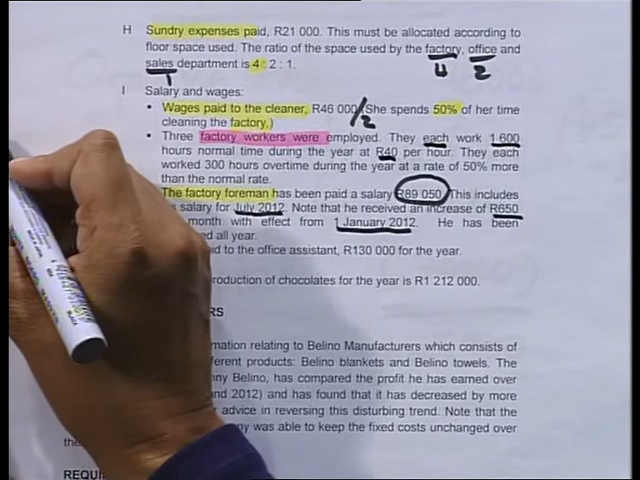 H Sundry expenses paid, R21 000. This must be allocated according to
floor space used. The ratio of the space used by the factory, office and
sales department is 4 : 2 : 1.
1 4 2
I Salary and wages:
• Wages paid to the cleaner, R46 000 /2 (She spends 50% of her time
cleaning the factory.)
• Three factory workers were employed. They each work 1 600
hours normal time during the year at R40 per hour. They each
worked 300 hours overtime during the year at a rate of 50% more
than the normal rate.
The factory foreman has been paid a salary R89 050. This includes
salary for July 2012. Note that he received an increase of R650
month with effect from 1 January 2012. He has been
all year.
to the office assistant, R130 000 for the year.
production of chocolates for the year is R1 212 000.
RS
relating to Belino Manufacturers which consists of
products: Belino blankets and Belino towels. The
Belino, has compared the profit he has earned over
and 2012) and has found that it has decreased by more
advice in reversing this disturbing trend. Note that the
was able to keep the fixed costs unchanged over